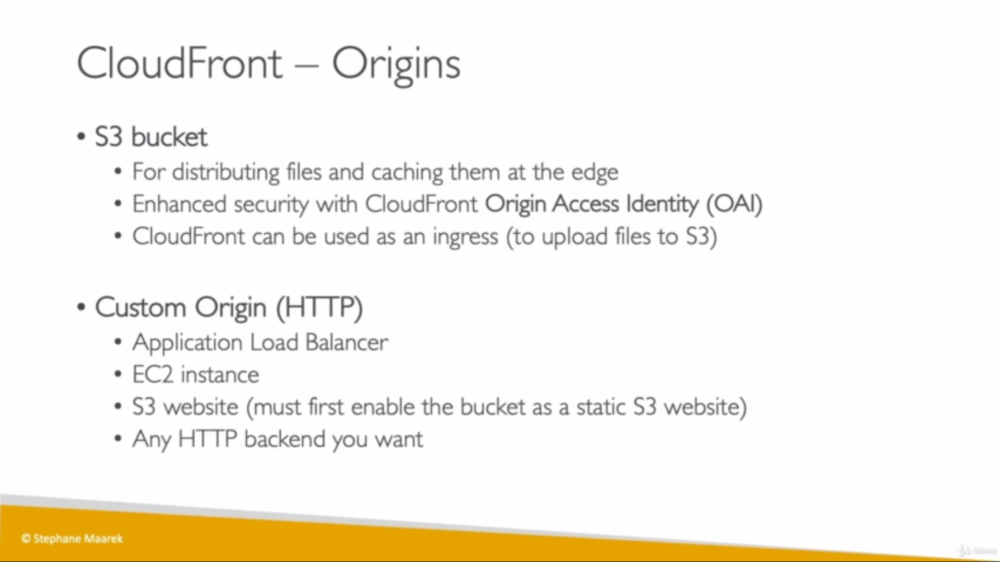 CloudFront – Origins
• S3 bucket
• For distributing files and caching them at the edge
• Enhanced security with CloudFront Origin Access Identity (OAI)
• CloudFront can be used as an ingress (to upload files to S3)
• Custom Origin (HTTP)
• Application Load Balancer
• EC2 instance
• S3 website (must first enable the bucket as a static S3 website)
• Any HTTP backend you want
© Stephane Maarek
Udemy